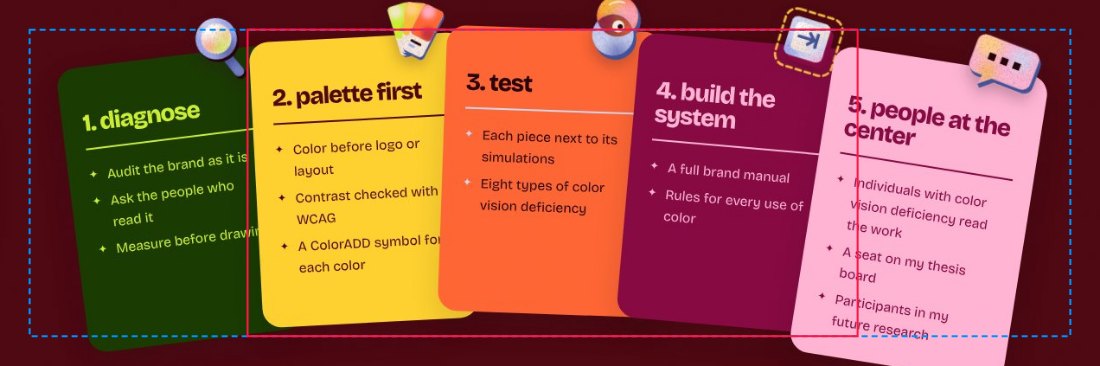 1. diagnose
Audit the brand as it is
Ask the people who
read it
Measure before
2. palette first
Color before logo or
layout
Contrast checked with
WCAG
A ColorADD symbol for
each color
3. test
Each piece next to its
simulations
Eight types of color
vision deficiency
4. build the
system
A full brand manual
Rules for every use of
color
5. people at the
center
Individuals with color
vision deficiency read
the work
A seat on my thesis
board
Participants in my
future research